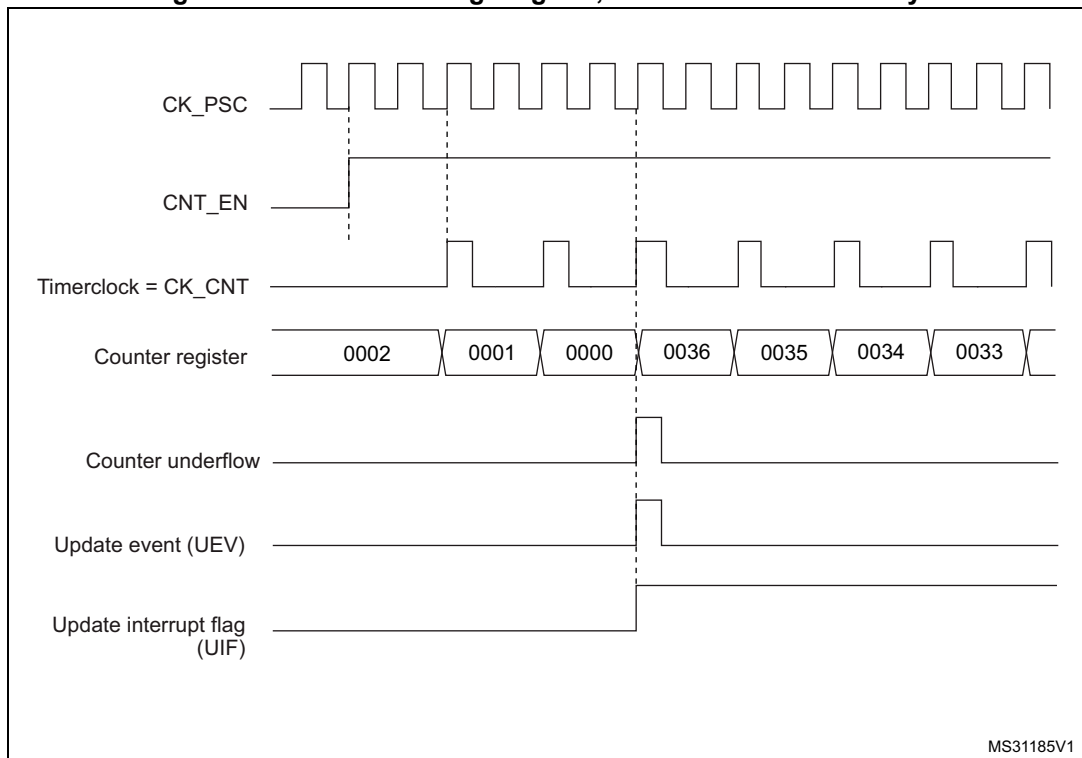 CK_PSC
CNT_EN
Timerclock = CK_CNT
Counter register 0002 0001 0000 0036 0035 0034 0033
Counter underflow
Update event (UEV)
Update interrupt flag
(UIF)
MS31185V1